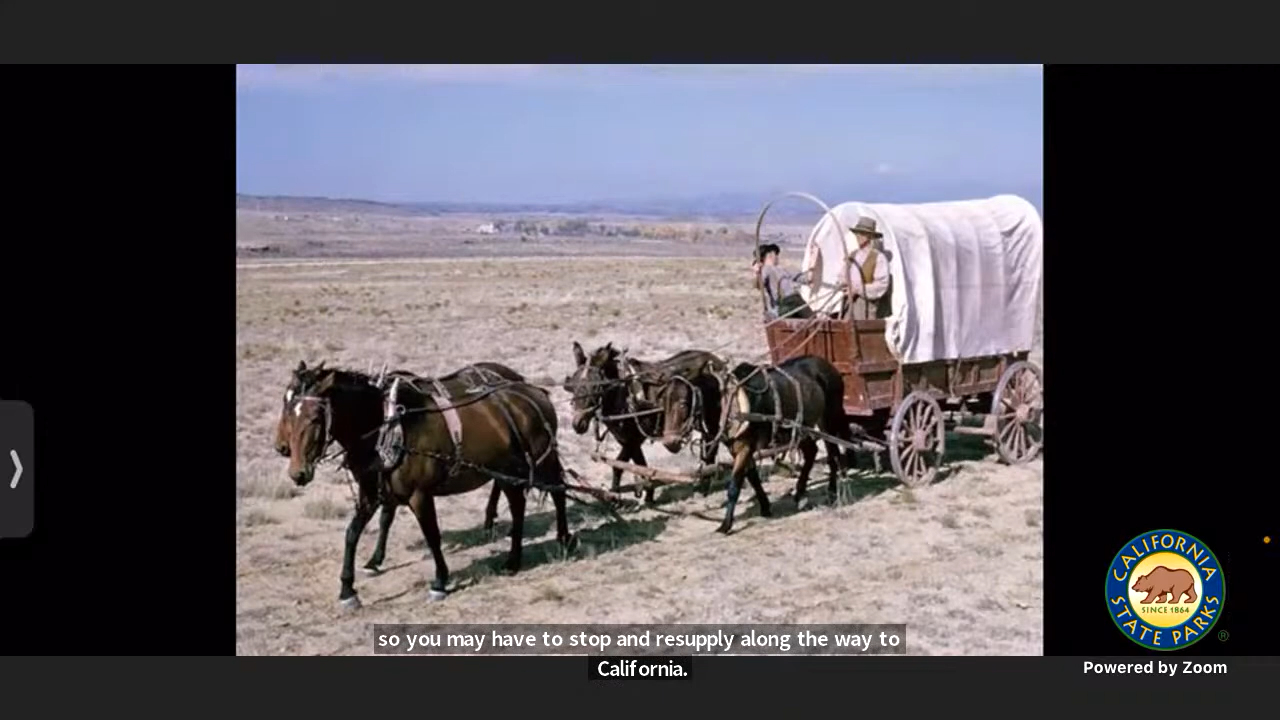 so you may have to stop and resupply along the way to
California.
CALIFORNIA
SINCE 1864
STATE PARKS
®
Powered by Zoom